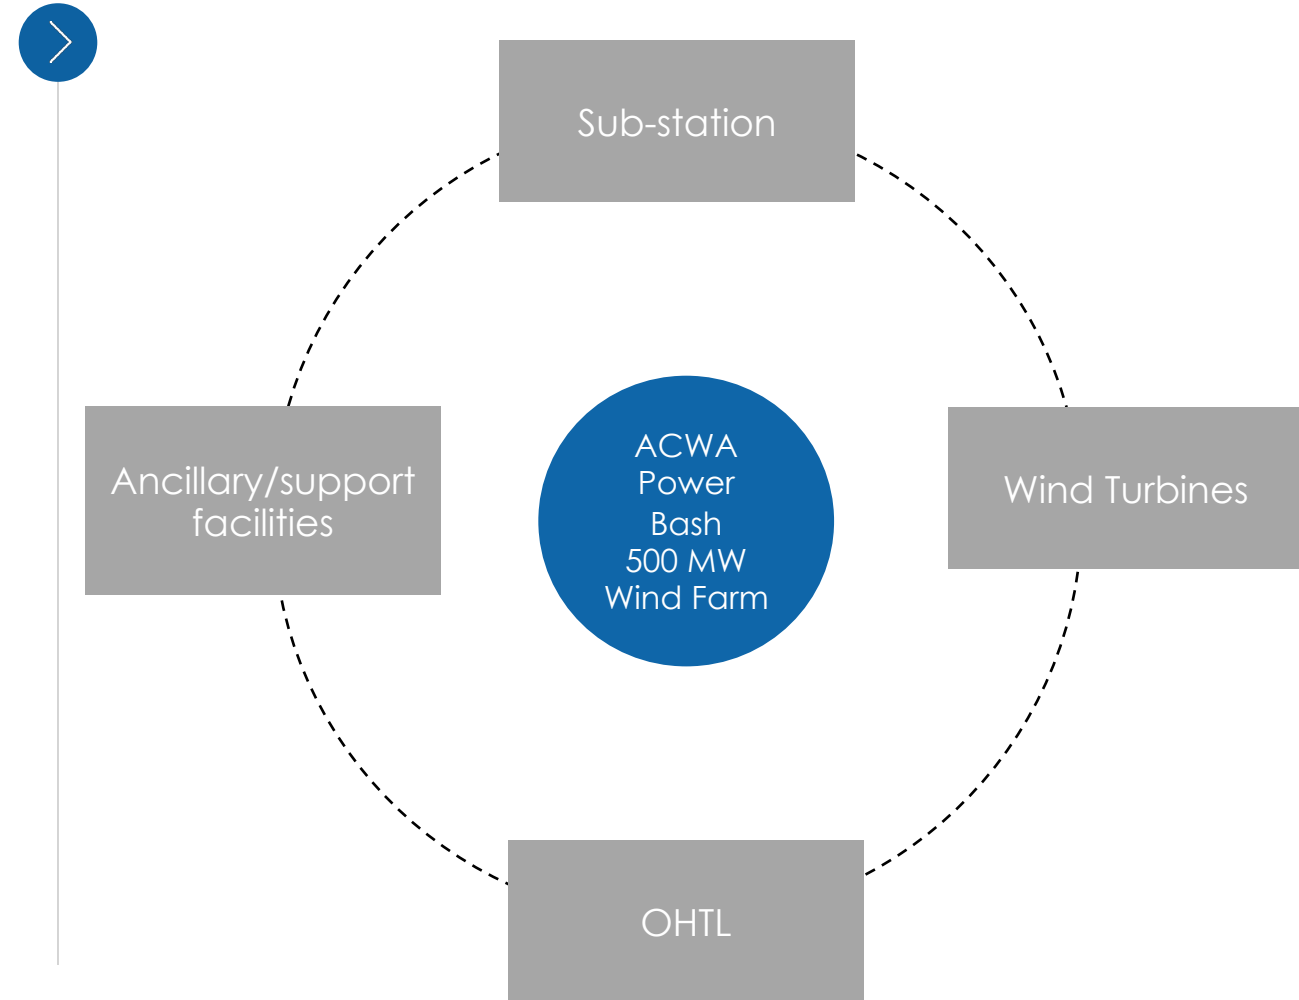 Sub-station
Ancillary/support
facilities
ACWA
Power
Bash
500 MW
Wind Farm
Wind Turbines
OHTL